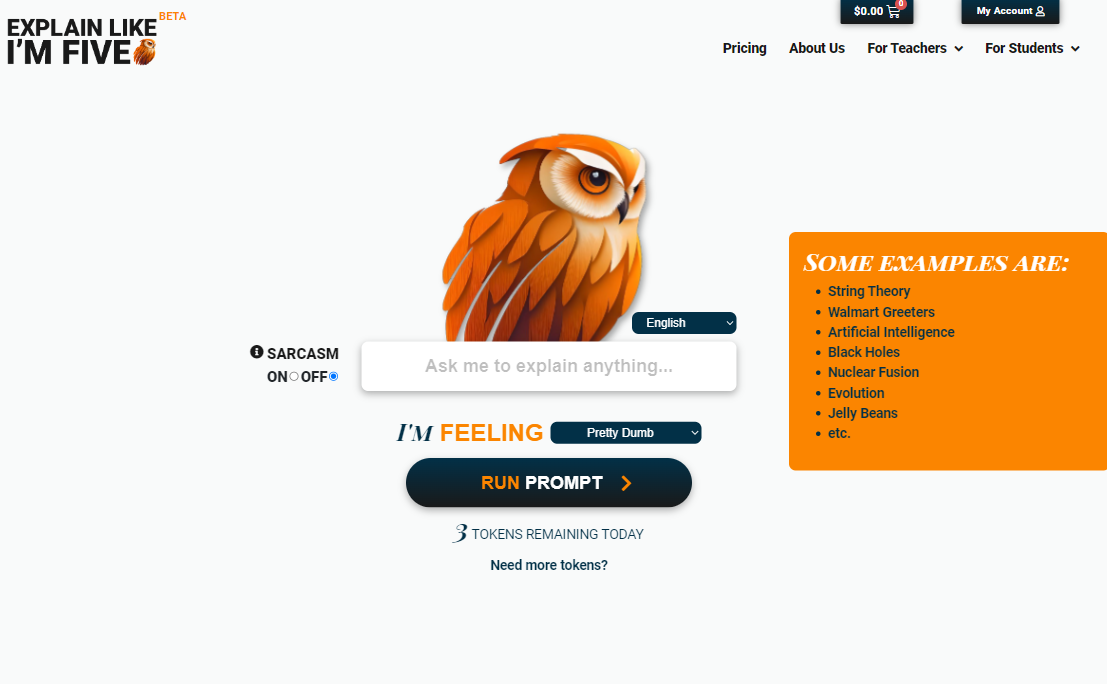 EXPLAIN LIKE BETA
I'M FIVE
$0.00 0
My Account
Pricing About Us For Teachers For Students
English
SARCASM
ON OFF
Ask me to explain anything...
I'M FEELING Pretty Dumb
RUN PROMPT
3 TOKENS REMAINING TODAY
Need more tokens?
SOME EXAMPLES ARE:
String Theory
Walmart Greeters
Artificial Intelligence
Black Holes
Nuclear Fusion
Evolution
Jelly Beans
etc.